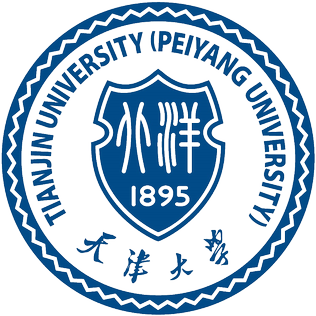 TIANJIN UNIVERSITY (PEIYANG UNIVERSITY)
北洋
1895
天津大学